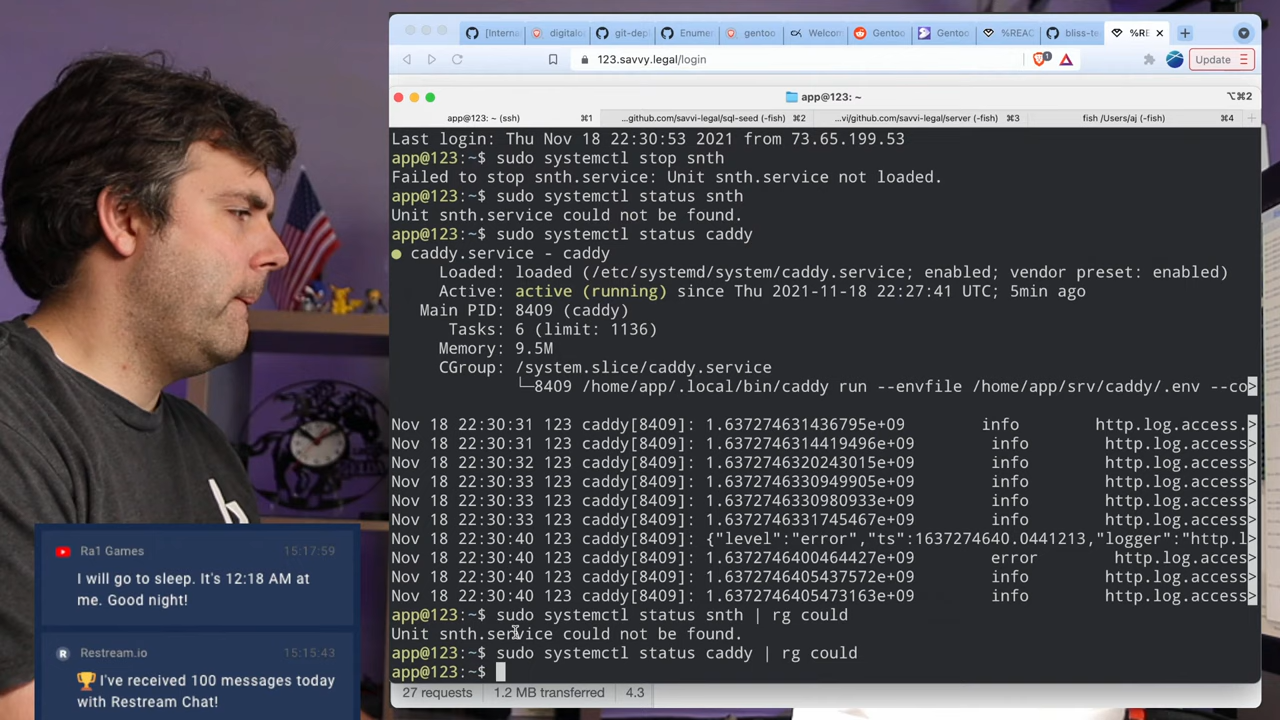 [Interna
digitalo
git-dep
Enume
gentoo
Welcom
Gentoo
Gentoo
%REAC
bliss-te
%RE
123.savvy.legal/login
1
Update
app@123: ~
⌥⌘2
app@123: ~ (ssh) ⌘1
...github.com/savvi-legal/sql-seed (-fish) ⌘2
...vi/github.com/savvi-legal/server (-fish) ⌘3
fish /Users/aj (-fish) ⌘4
Last login: Thu Nov 18 22:30:53 2021 from 73.65.199.53
app@123:~$ sudo systemctl stop snth
Failed to stop snth.service: Unit snth.service not loaded.
app@123:~$ sudo systemctl status snth
Unit snth.service could not be found.
app@123:~$ sudo systemctl status caddy
● caddy.service - caddy
Loaded: loaded (/etc/systemd/system/caddy.service; enabled; vendor preset: enabled)
Active: active (running) since Thu 2021-11-18 22:27:41 UTC; 5min ago
Main PID: 8409 (caddy)
Tasks: 6 (limit: 1136)
Memory: 9.5M
CGroup: /system.slice/caddy.service
└─8409 /home/app/.local/bin/caddy run --envfile /home/app/srv/caddy/.env --co>
Nov 18 22:30:31 123 caddy[8409]: 1.637274631436795e+09 info http.log.access.>
Nov 18 22:30:31 123 caddy[8409]: 1.6372746314419496e+09 info http.log.access>
Nov 18 22:30:32 123 caddy[8409]: 1.6372746320243015e+09 info http.log.access>
Nov 18 22:30:33 123 caddy[8409]: 1.6372746330949905e+09 info http.log.access>
Nov 18 22:30:33 123 caddy[8409]: 1.6372746330980933e+09 info http.log.access>
Nov 18 22:30:33 123 caddy[8409]: 1.6372746331745467e+09 info http.log.access>
Nov 18 22:30:40 123 caddy[8409]: {"level":"error","ts":1637274640.0441213,"logger":"http.l>
Nov 18 22:30:40 123 caddy[8409]: 1.6372746400464427e+09 error http.log.acces>
Nov 18 22:30:40 123 caddy[8409]: 1.6372746405437572e+09 info http.log.access>
Nov 18 22:30:40 123 caddy[8409]: 1.6372746405473163e+09 info http.log.access>
app@123:~$ sudo systemctl status snth | rg could
Unit snth.service could not be found.
app@123:~$ sudo systemctl status caddy | rg could
app@123:~$
27 requests
1.2 MB transferred
4.3
Ra1 Games 15:17:59
I will go to sleep. It's 12:18 AM at
me. Good night!
Restream.io 15:15:43
🏆 I've received 100 messages today
with Restream Chat!